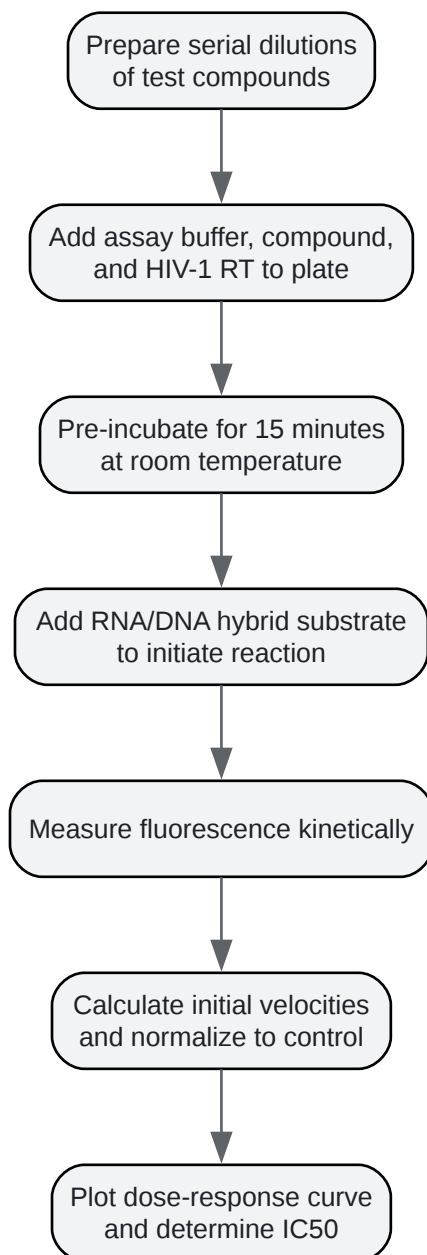 Prepare serial dilutions
of test compounds
Add assay buffer, compound,
and HIV-1 RT to plate
Pre-incubate for 15 minutes
at room temperature
Add RNA/DNA hybrid substrate
to initiate reaction
Measure fluorescence kinetically
Calculate initial velocities
and normalize to control
Plot dose-response curve
and determine IC50